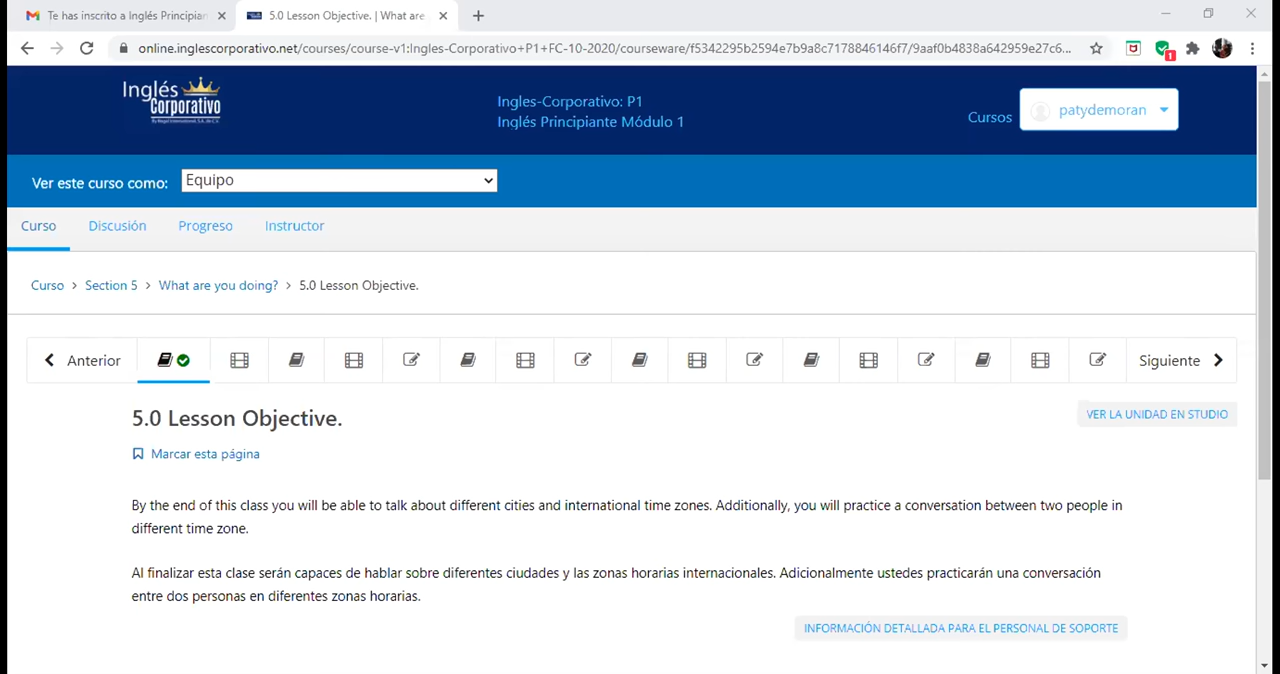 Te has inscrito a Inglés Principian
5.0 Lesson Objective. | What are
online.inglescorporativo.net/courses/course-v1:Ingles-Corporativo+P1+FC-10-2020/courseware/f5342295b2594e7b9a8c7178846146f7/9aaf0b4838a642959e27c6...
1
Inglés
Corporativo
Ingles-Corporativo: P1
Inglés Principiante Módulo 1
Cursos
patydemoran
Ver este curso como:
Equipo
Curso
Discusión
Progreso
Instructor
Curso > Section 5 > What are you doing? > 5.0 Lesson Objective.
Anterior
Siguiente
5.0 Lesson Objective.
VER LA UNIDAD EN STUDIO
Marcar esta página
By the end of this class you will be able to talk about different cities and international time zones. Additionally, you will practice a conversation between two people in
different time zone.
Al finalizar esta clase serán capaces de hablar sobre diferentes ciudades y las zonas horarias internacionales. Adicionalmente ustedes practicarán una conversación
entre dos personas en diferentes zonas horarias.
INFORMACIÓN DETALLADA PARA EL PERSONAL DE SOPORTE